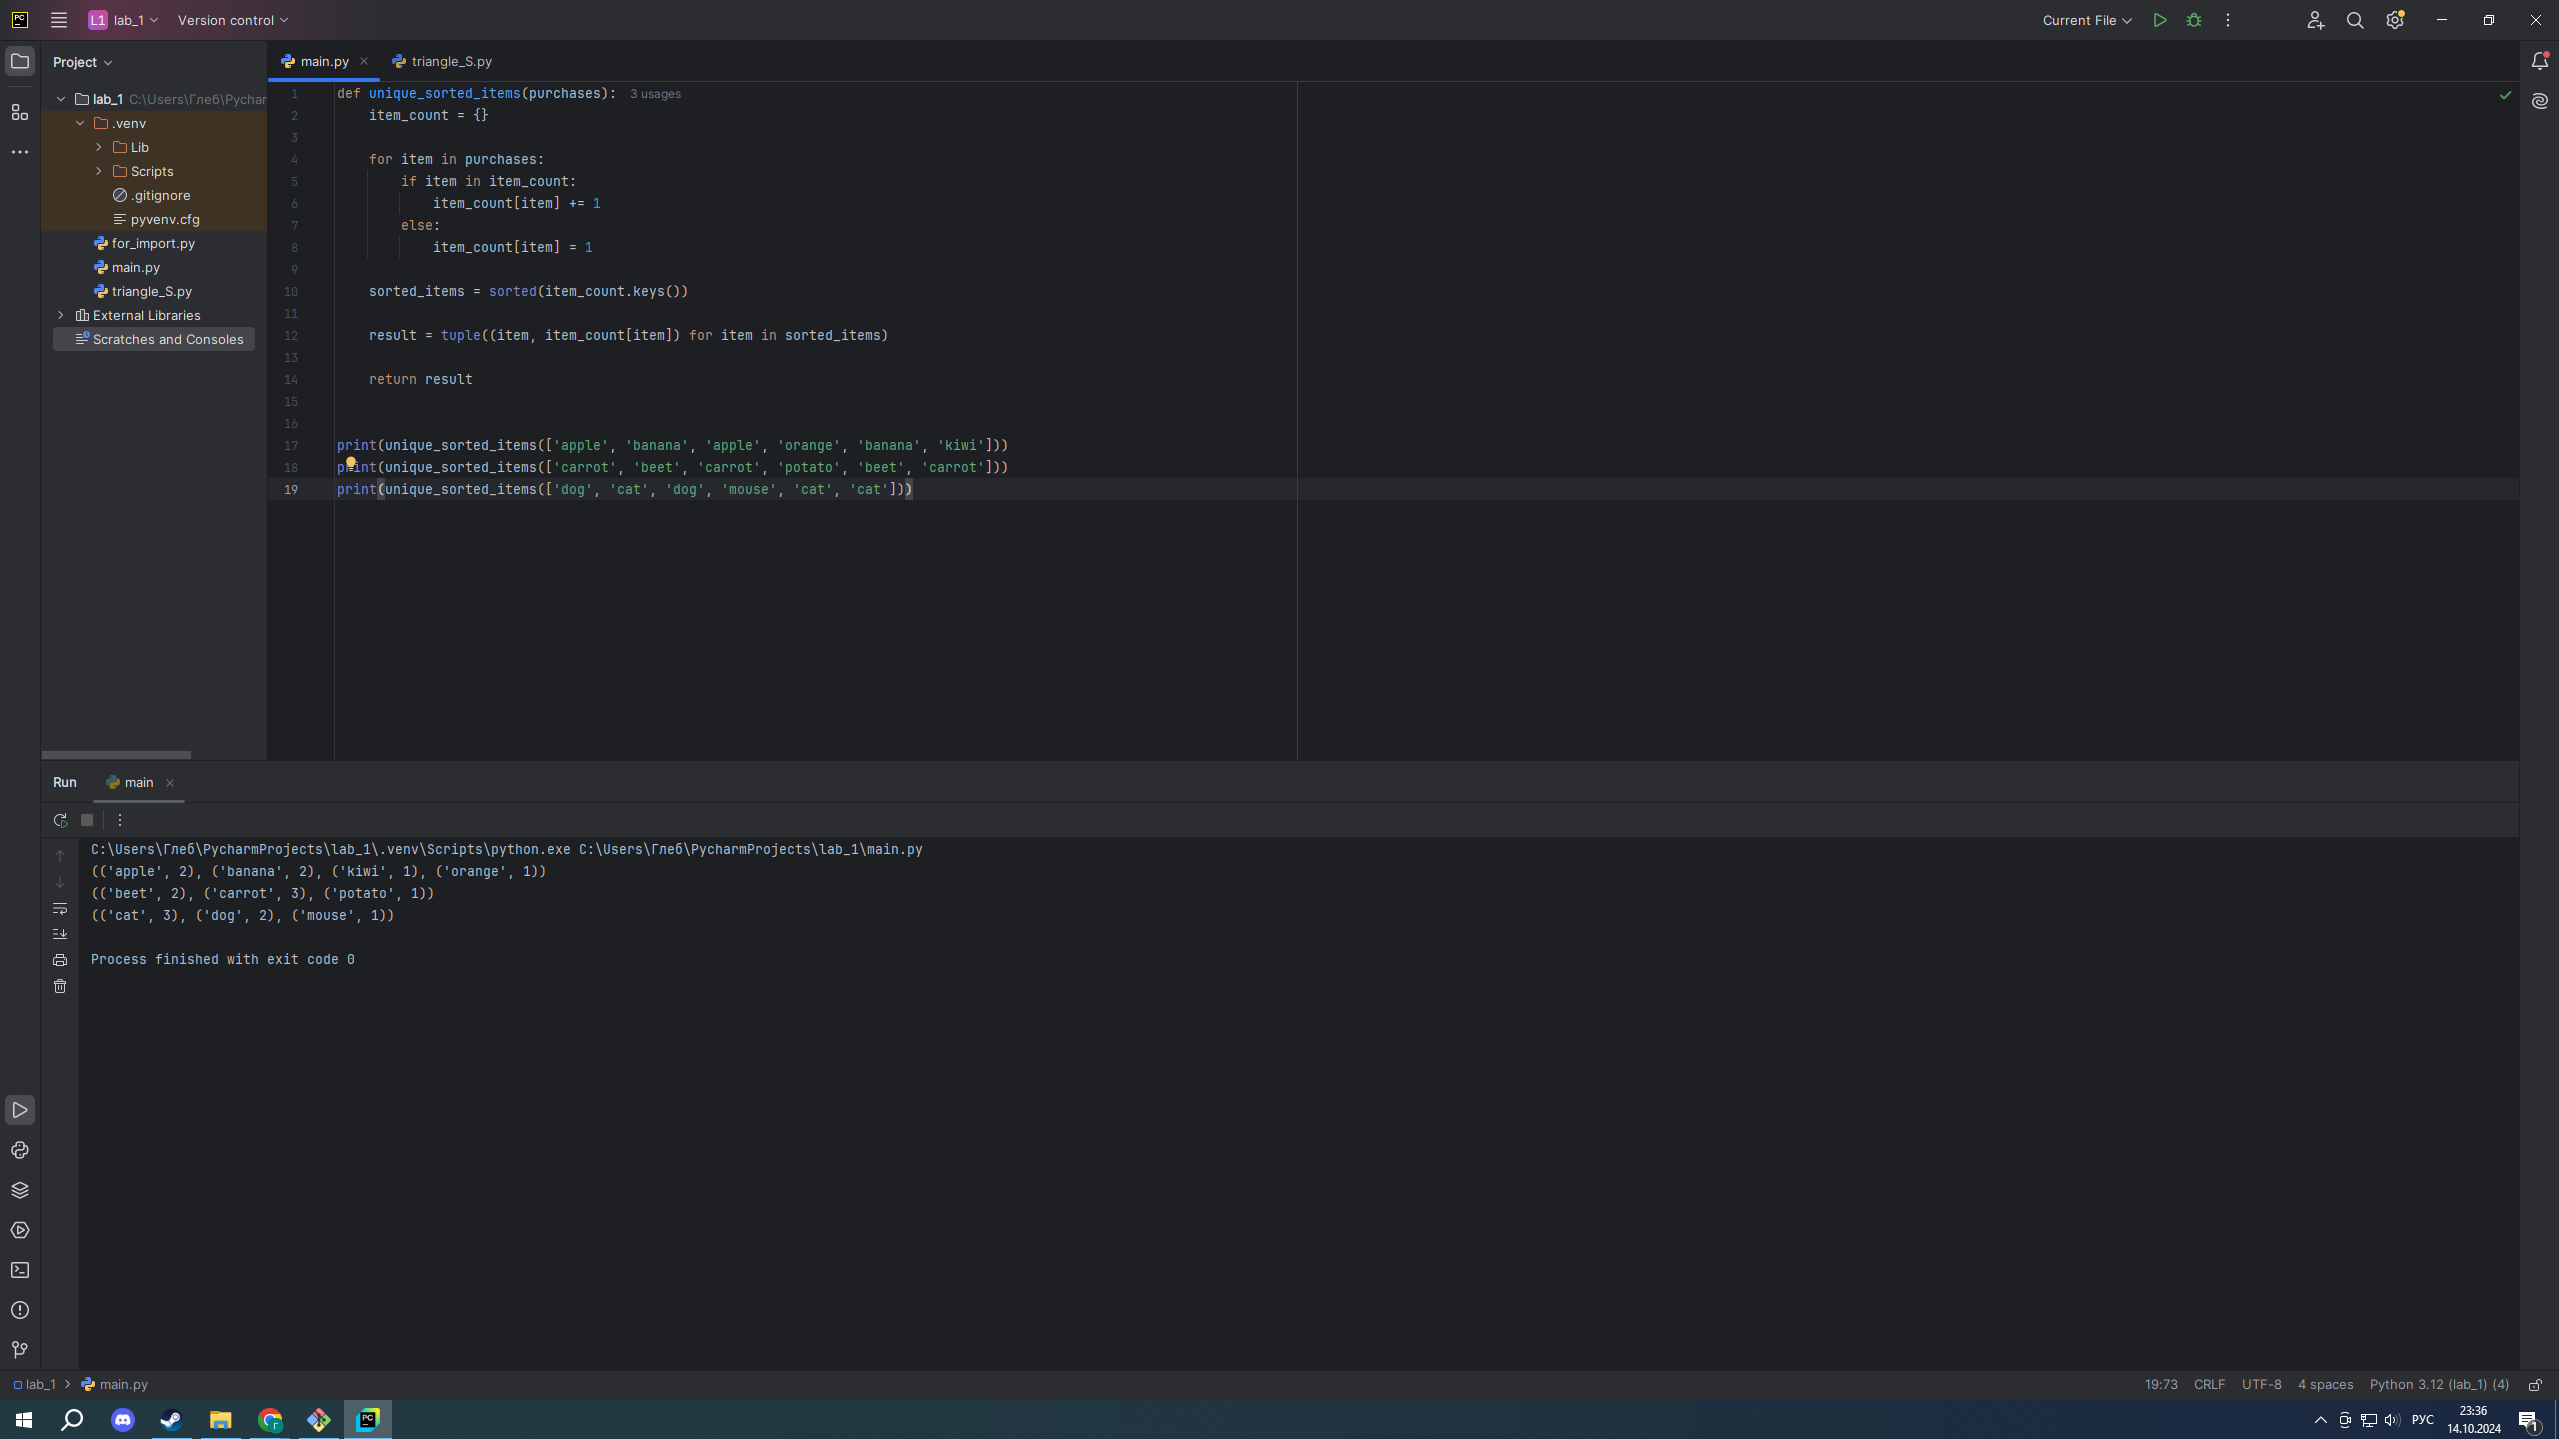 PC L1 lab_1 Version control Current File
Project main.py triangle_S.py
lab_1 C:\Users\Глеб\Pychar
.venv
Lib
Scripts
.gitignore
pyvenv.cfg
for_import.py
main.py
triangle_S.py
External Libraries
Scratches and Consoles
1 def unique_sorted_items(purchases): 3 usages
2     item_count = {}
3
4     for item in purchases:
5         if item in item_count:
6             item_count[item] += 1
7         else:
8             item_count[item] = 1
9
10     sorted_items = sorted(item_count.keys())
11
12     result = tuple((item, item_count[item]) for item in sorted_items)
13
14     return result
15
16
17 print(unique_sorted_items(['apple', 'banana', 'apple', 'orange', 'banana', 'kiwi']))
18 print(unique_sorted_items(['carrot', 'beet', 'carrot', 'potato', 'beet', 'carrot']))
19 print(unique_sorted_items(['dog', 'cat', 'dog', 'mouse', 'cat', 'cat']))
Run main
C:\Users\Глеб\PycharmProjects\lab_1\.venv\Scripts\python.exe C:\Users\Глеб\PycharmProjects\lab_1\main.py
(('apple', 2), ('banana', 2), ('kiwi', 1), ('orange', 1))
(('beet', 2), ('carrot', 3), ('potato', 1))
(('cat', 3), ('dog', 2), ('mouse', 1))
Process finished with exit code 0
lab_1 main.py 19:73 CRLF UTF-8 4 spaces Python 3.12 (lab_1) (4)
PC РУС 23:36
14.10.2024 1